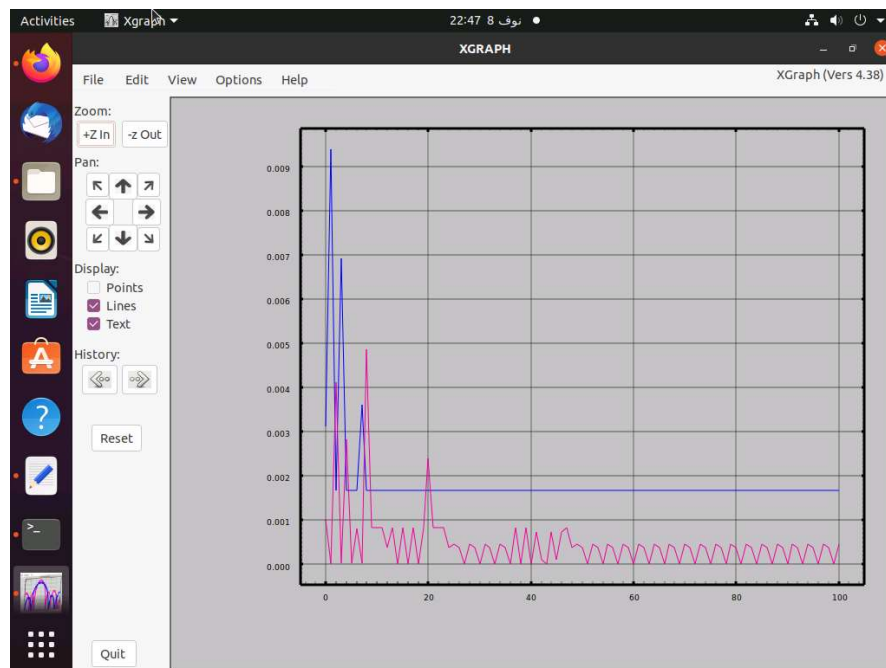 Activities Xgraph 22:47 8 نوف
XGRAPH
File Edit View Options Help XGraph (Vers 4.38)
Zoom:
+Z In -z Out
Pan:
Display:
Points
Lines
Text
History:
Reset
Quit
0.009
0.008
0.007
0.006
0.005
0.004
0.003
0.002
0.001
0.000
0 20 40 60 80 100